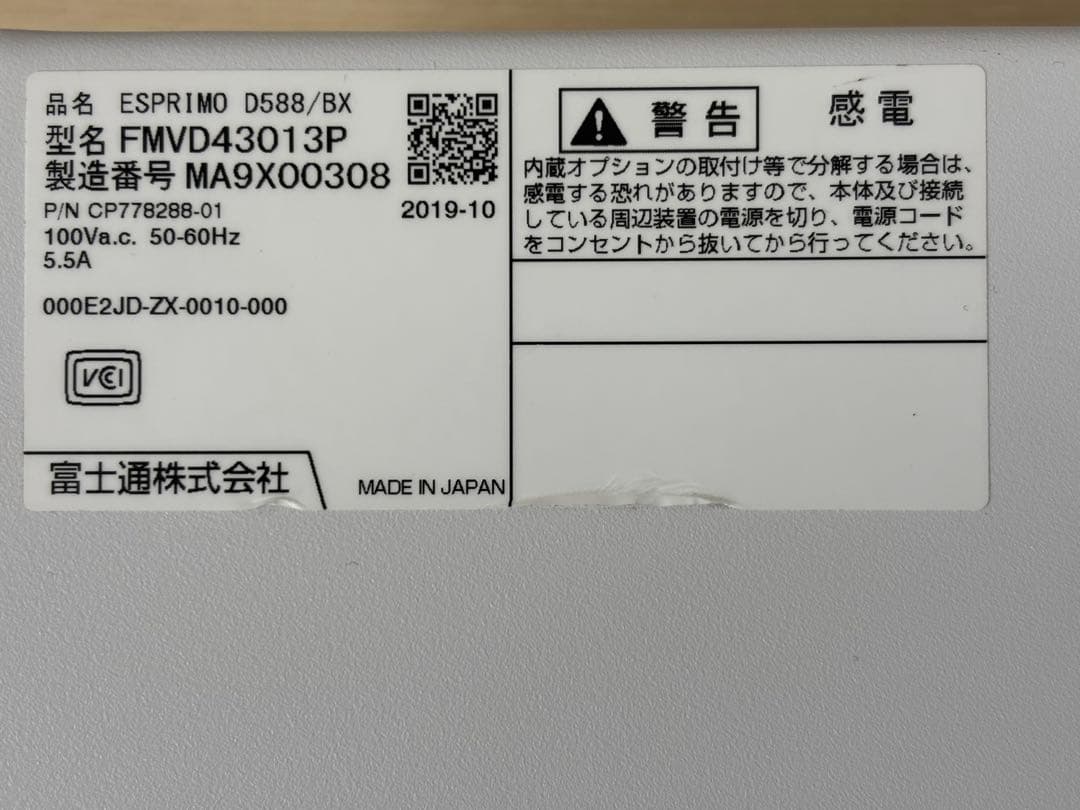 品名 ESPRIMO D588/BX
型名 FMVD43013P
製造番号 MA9X00308
P/N CP778288-01 2019-10
100Va.c. 50-60Hz
5.5A
000E2JD-ZX-0010-000
VCI
富士通株式会社
MADE IN JAPAN
警告 感電
内蔵オプションの取付け等で分解する場合は、
感電する恐れがありますので、本体及び接続
している周辺装置の電源を切り、電源コード
をコンセントから抜いてから行ってください。